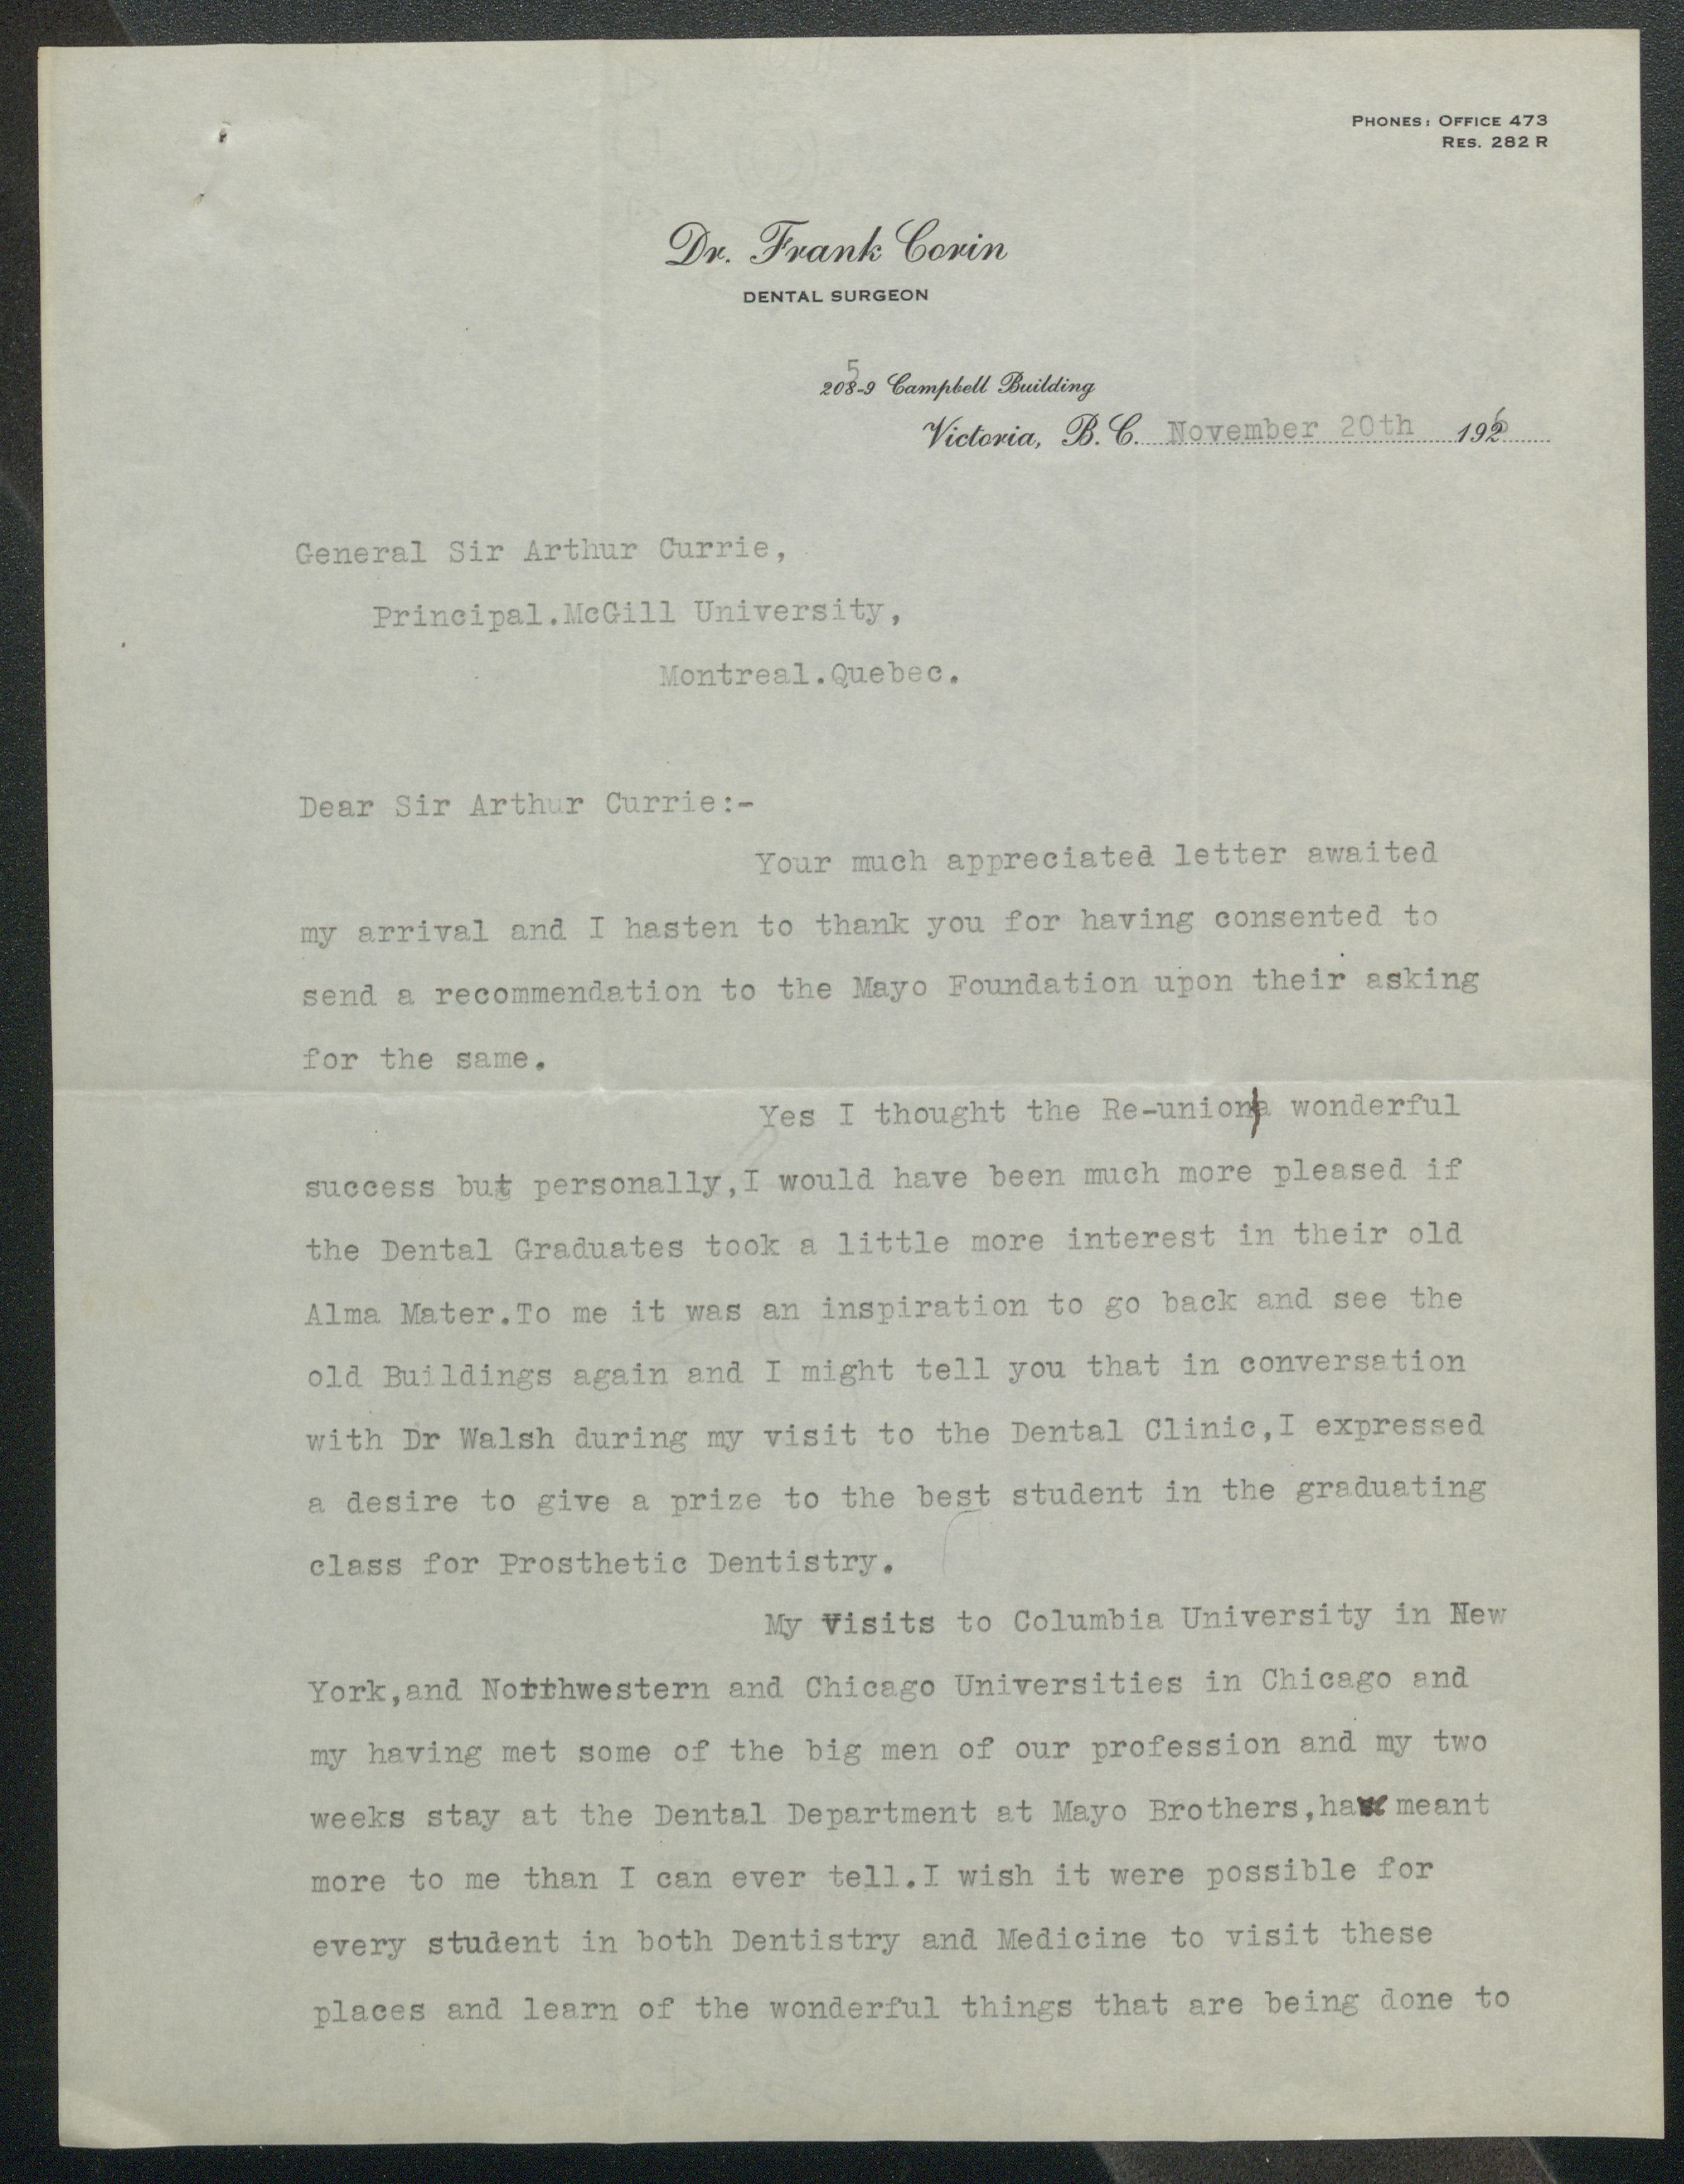 PHONES: OFFICE 473
RES. 282 R
Dr. Frank Corin
DENTAL SURGEON
5
208-9 Campbell Building
Victoria, B. C. November 20th 1926
General Sir Arthur Currie,
Principal.McGill University,
Montreal.Quebec.
Dear Sir Arthur Currie:-
Your much appreciated letter awaited
my arrival and I hasten to thank you for having consented to
send a recommendation to the Mayo Foundation upon their asking
for the same.
Yes I thought the Re-union a wonderful
success but personally,I would have been much more pleased if
the Dental Graduates took a little more interest in their old
Alma Mater.To me it was an inspiration to go back and see the
old Buildings again and I might tell you that in conversation
with Dr Walsh during my visit to the Dental Clinic,I expressed
a desire to give a prize to the best student in the graduating
class for Prosthetic Dentistry.
My Visits to Columbia University in New
York,and Northwestern and Chicago Universities in Chicago and
my having met some of the big men of our profession and my two
weeks stay at the Dental Department at Mayo Brothers,have meant
more to me than I can ever tell.I wish it were possible for
every student in both Dentistry and Medicine to visit these
places and learn of the wonderful things that are being done to